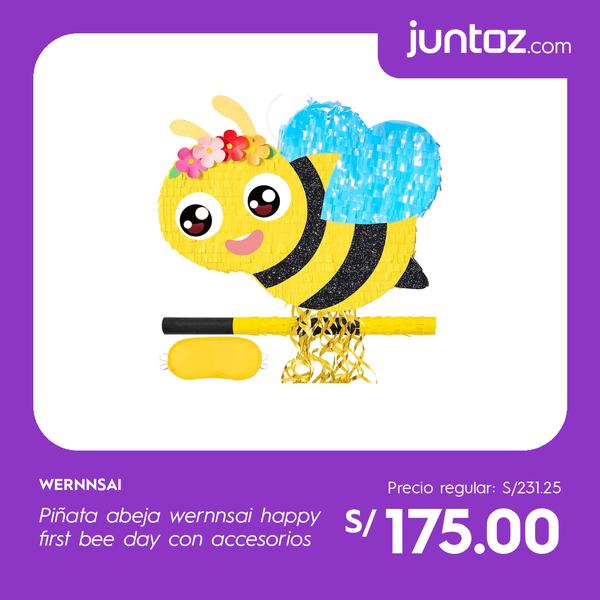 juntoz.com
WERNNSAI
Piñata abeja wernnsai happy
first bee day con accesorios
Precio regular: S/231.25
S/175.00